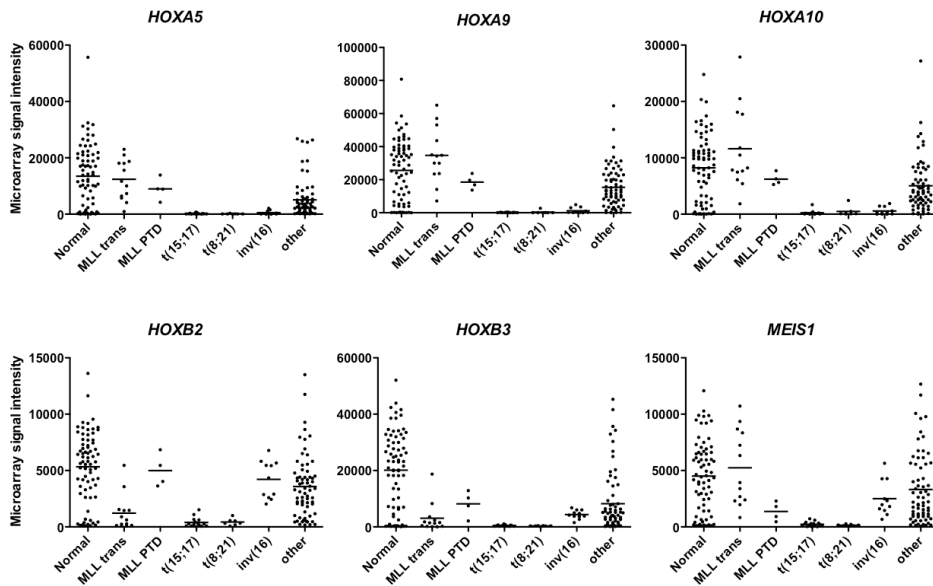 HOXA5
HOXA9
HOXA10
Microarray signal intensity
60000
40000
20000
0
100000
80000
60000
40000
20000
0
30000
20000
10000
0
Normal
MLL trans
MLL PTD
t(15;17)
t(8;21)
inv(16)
other
Normal
MLL trans
MLL PTD
t(15;17)
t(8;21)
inv(16)
other
Normal
MLL trans
MLL PTD
t(15;17)
t(8;21)
inv(16)
other
HOXB2
HOXB3
MEIS1
Microarray signal intensity
15000
10000
5000
0
60000
40000
20000
0
15000
10000
5000
0
Normal
MLL trans
MLL PTD
t(15;17)
t(8;21)
inv(16)
other
Normal
MLL trans
MLL PTD
t(15;17)
t(8;21)
inv(16)
other
Normal
MLL trans
MLL PTD
t(15;17)
t(8;21)
inv(16)
other